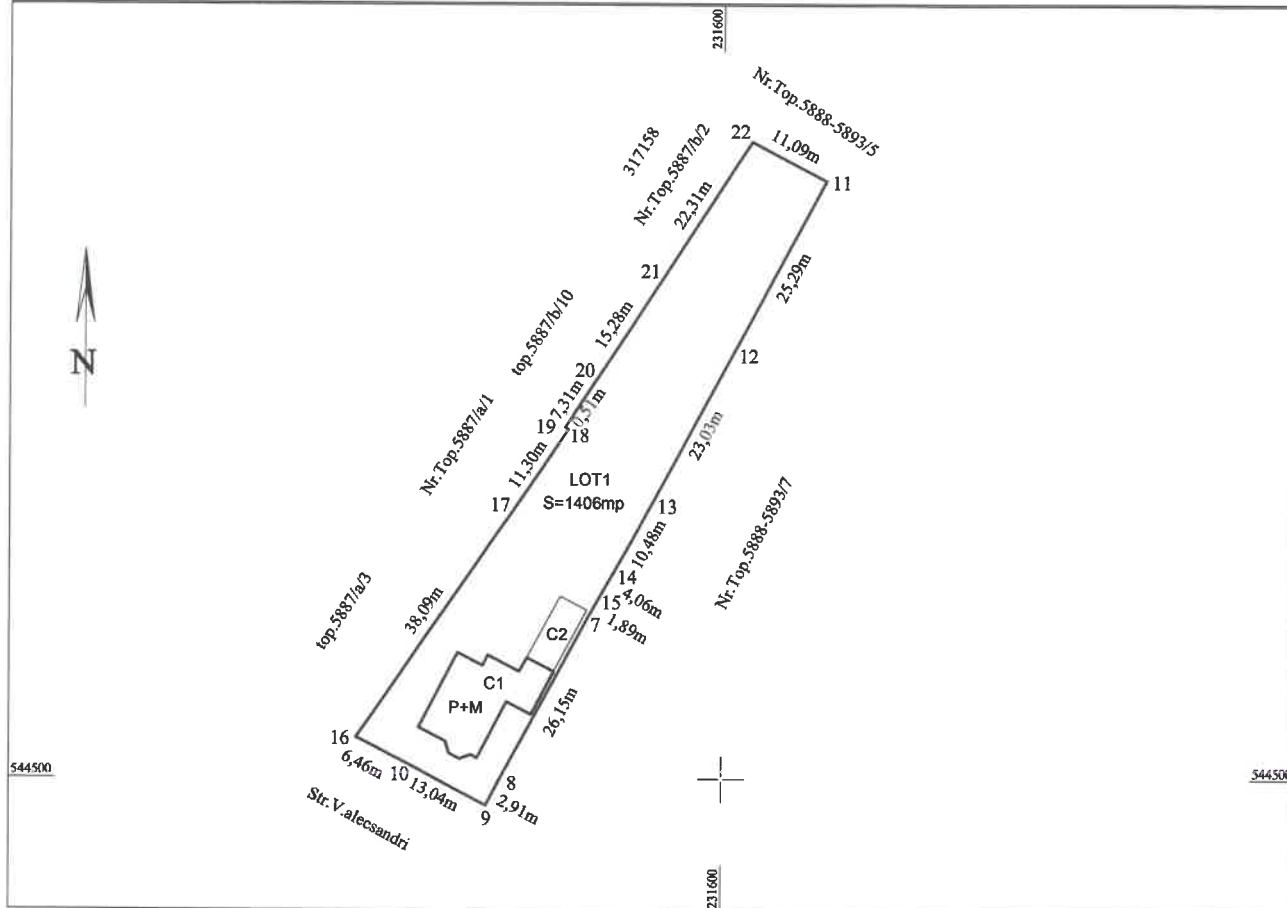 231600
Nr.Top.5888-5893/5
22
11,09m
317158
Nr.Top.5887/b/2
11
22,31m
25,29m
21
top.5887/b/10
15,28m
N
12
20
7,31m
0,51m
19
18
Nr.Top.5887/a/1
11,30m
23,03m
LOT1
S=1406mp
17
13
Nr.Top.5888-5893/7
10,48m
14
4,06m
15
top.5887/a/3
38,09m
7
1,89m
C2
C1
P+M
26,15m
16
6,46m
10
13,04m
8
2,91m
9
544500
544500
Str.V.alecsandri
231600